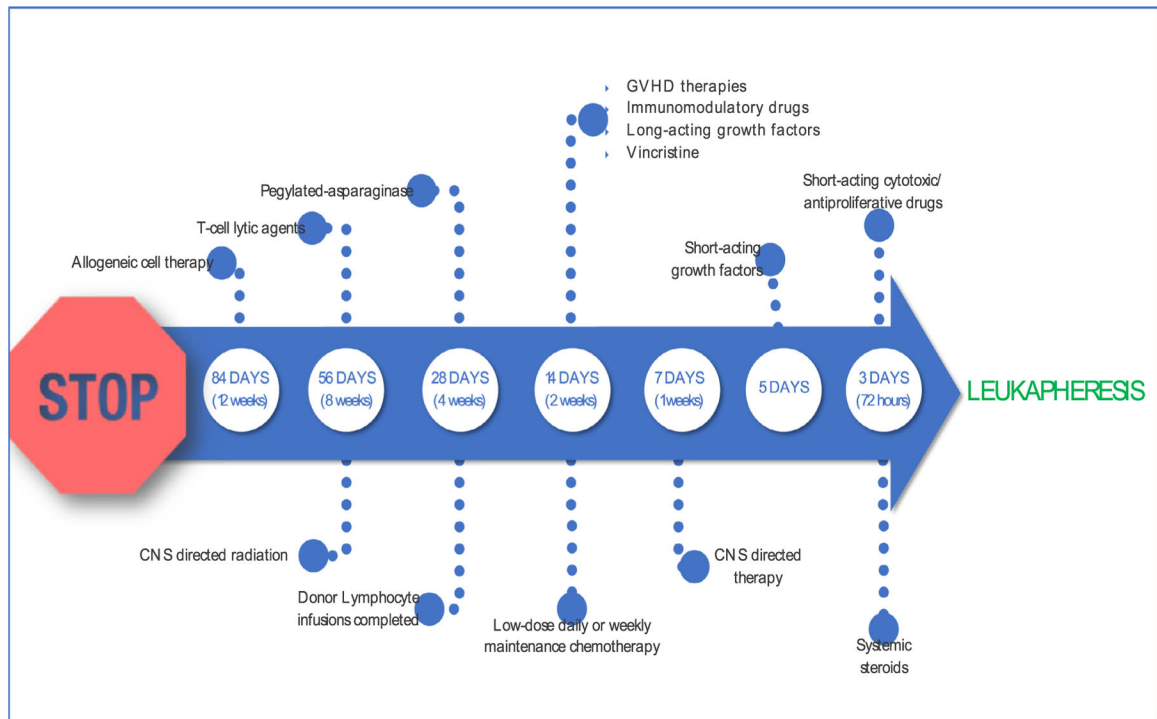 GVHD therapies
Immunomodulatory drugs
Long-acting growth factors
Vincristine
Pegylated-asparaginase
Short-acting cytotoxic/
antiproliferative drugs
T-cell lytic agents
Short-acting
growth factors
Allogeneic cell therapy
STOP
84 DAYS
(12 weeks)
56 DAYS
(8 weeks)
28 DAYS
(4 weeks)
14 DAYS
(2 weeks)
7 DAYS
(1weeks)
5 DAYS
3 DAYS
(72 hours)
LEUKAPHERESIS
CNS directed radiation
CNS directed
therapy
Donor Lymphocyte
infusions completed
Low-dose daily or weekly
maintenance chemotherapy
Systemic
steroids